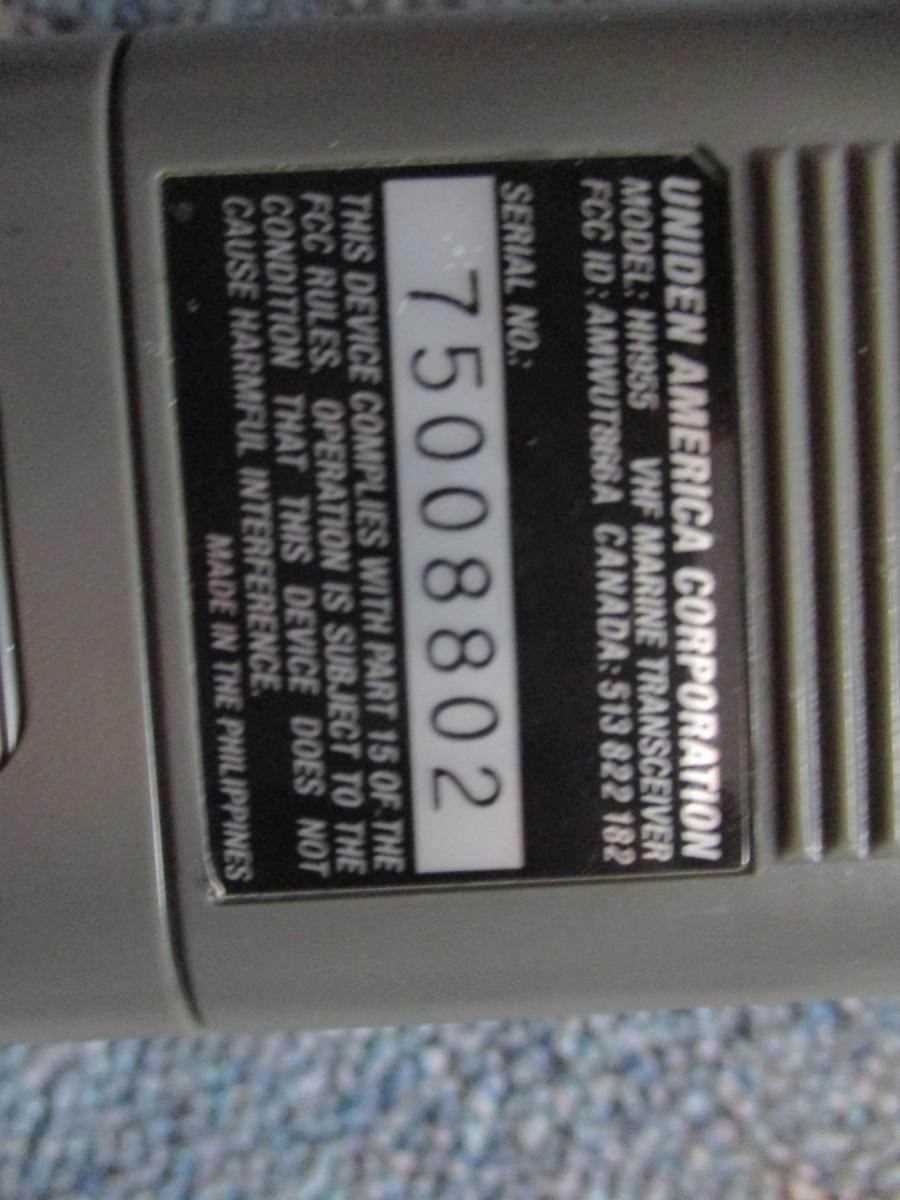 UNIDEN AMERICA CORPORATION
MODEL: HH955 VHF MARINE TRANSCEIVER
FCC ID: AMWUT866A CANADA: 513 822 182
SERIAL NO.:
75008802
THIS DEVICE COMPLIES WITH PART 15 OF THE
FCC RULES. OPERATION IS SUBJECT TO THE
CONDITION THAT THIS DEVICE DOES NOT
CAUSE HARMFUL INTERFERENCE.
MADE IN THE PHILIPPINES